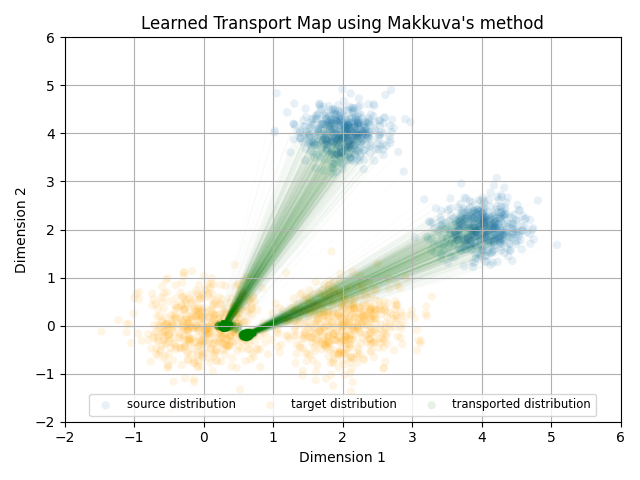 Learned Transport Map using Makkuva's method
6
5
4
3
2
1
0
−1
−2
Dimension 2
source distribution target distribution transported distribution
−2 −1 0 1 2 3 4 5 6
Dimension 1